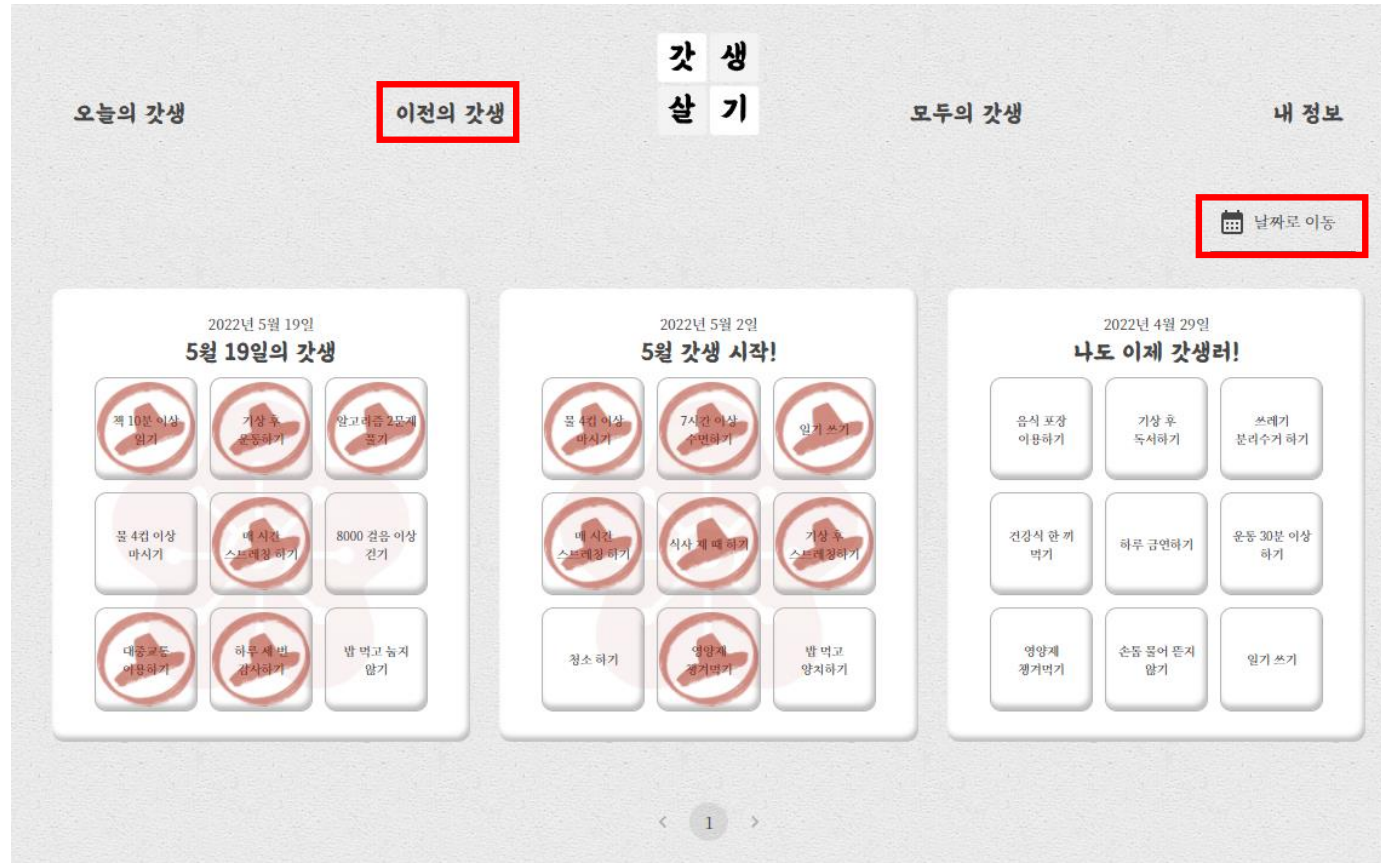 갓 생
살 기
오늘의 갓생
이전의 갓생
모두의 갓생
내 정보
날짜로 이동
2022년 5월 19일
5월 19일의 갓생
책 10분 이상
읽기
기상 후
운동하기
알고리즘 2문제
풀기
물 4컵 이상
마시기
매 시간
스트레칭 하기
8000 걸음 이상
걷기
대중교통
이용하기
하루 세 번
감사하기
밥 먹고 눕지
않기
2022년 5월 2일
5월 갓생 시작!
물 4컵 이상
마시기
7시간 이상
수면하기
일기 쓰기
매 시간
스트레칭 하기
식사 제 때 하기
기상 후
스트레칭하기
청소 하기
영양제
챙겨먹기
밥 먹고
양치하기
2022년 4월 29일
나도 이제 갓생러!
음식 포장
이용하기
기상 후
독서하기
쓰레기
분리수거 하기
건강식 한 끼
먹기
하루 금연하기
운동 30분 이상
하기
영양제
챙겨먹기
손톱 물어 뜯지
않기
일기 쓰기
< 1 >